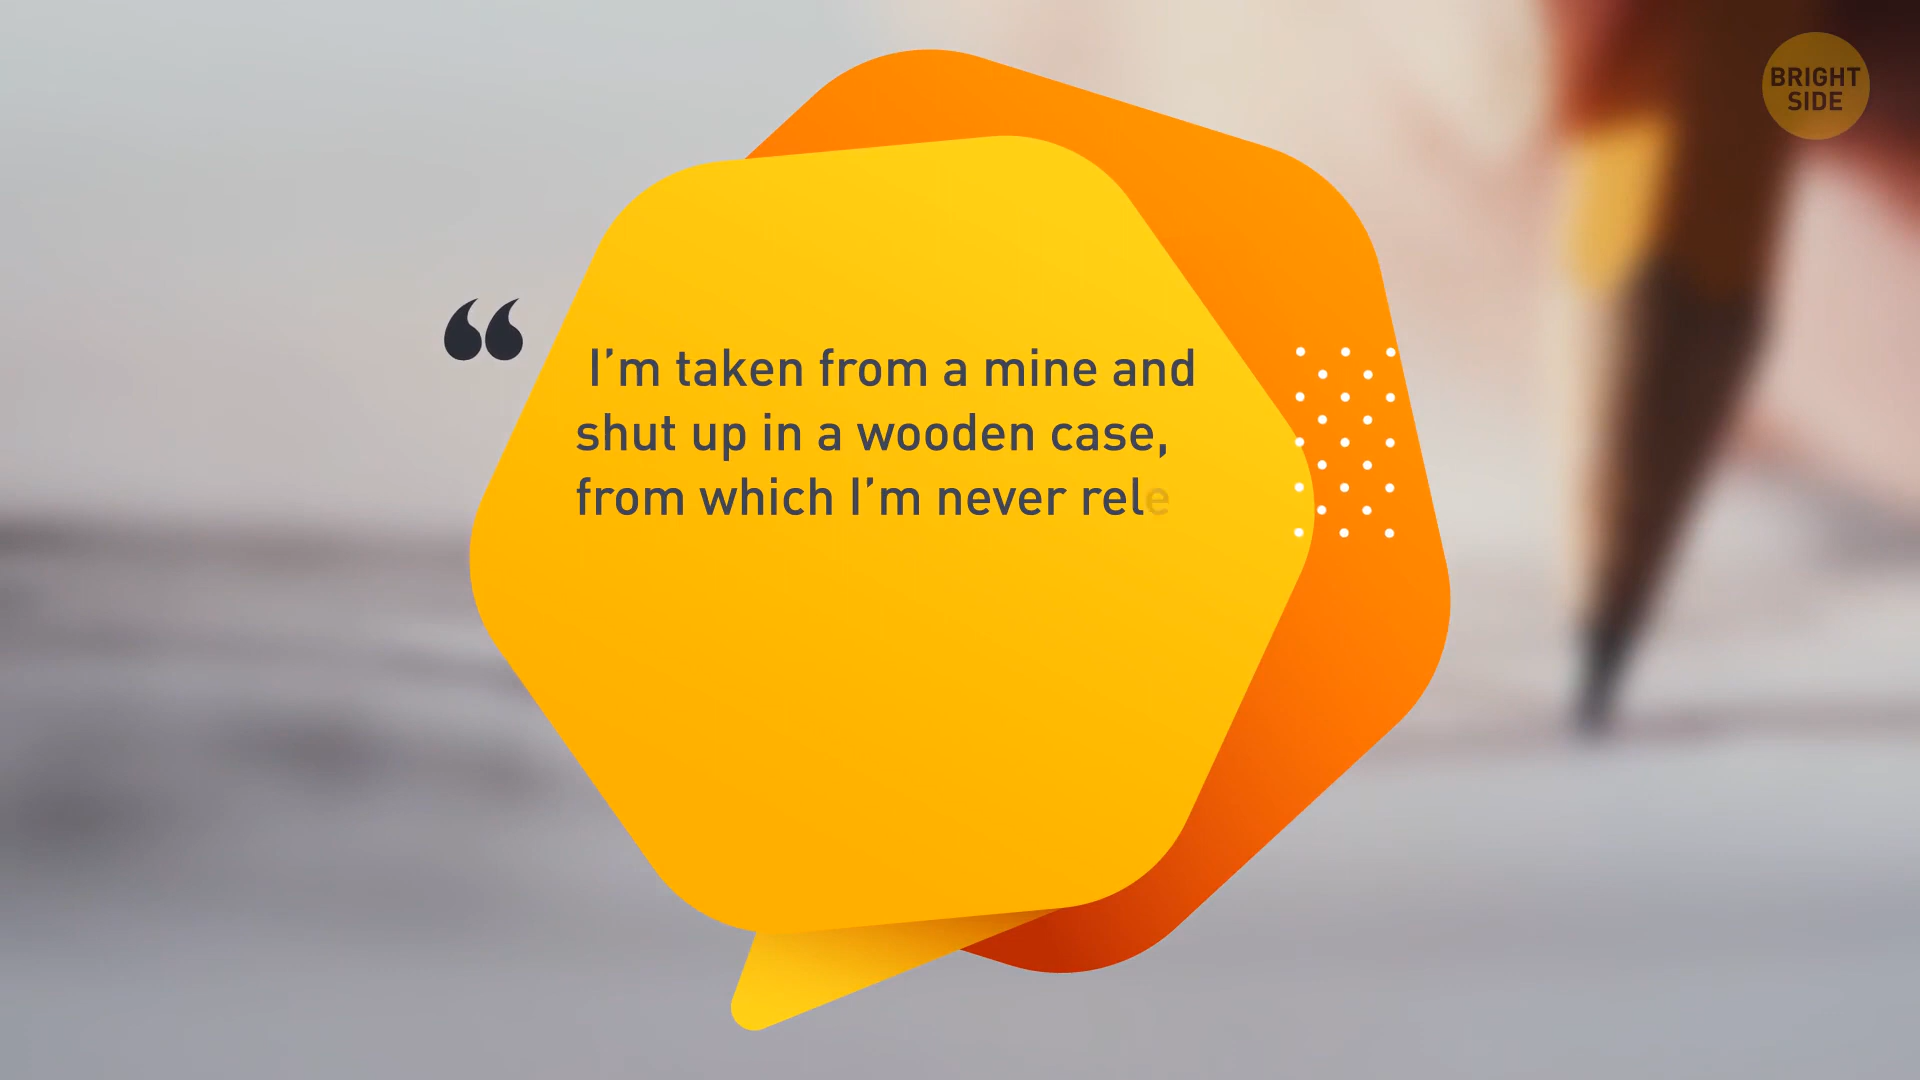 BRIGHT
SIDE
“
I’m taken from a mine and
shut up in a wooden case,
from which I’m never rele